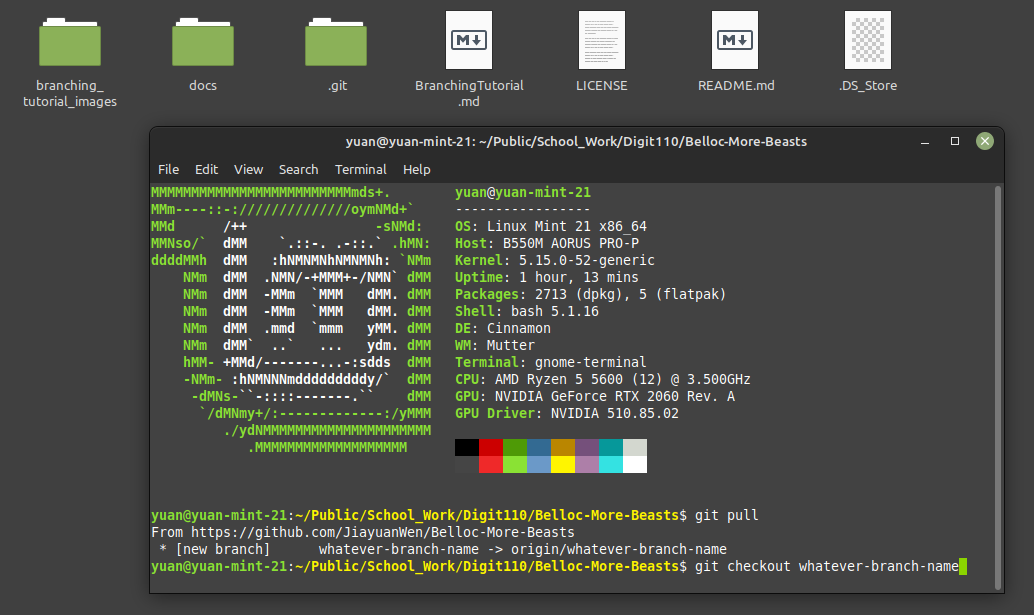 branching_
tutorial_images
docs
.git
BranchingTutorial
.md
LICENSE
README.md
.DS_Store
yuan@yuan-mint-21: ~/Public/School_Work/Digit110/Belloc-More-Beasts
File Edit View Search Terminal Help
MMMMMMMMMMMMMMMMMMMMMMMMMmds+. yuan@yuan-mint-21
MMm----::-://////////////oymNMd+` -----------------
MMd /++ -sNMd: OS: Linux Mint 21 x86_64
MMNso/` dMM `.::-. .-::.` .hMN: Host: B550M AORUS PRO-P
ddddMMh dMM :hNMNMNhNMNMNh: `NMm Kernel: 5.15.0-52-generic
NMm dMM .NMN/-+MMM+-/NMN` dMM Uptime: 1 hour, 13 mins
NMm dMM -MMm `MMM dMM. dMM Packages: 2713 (dpkg), 5 (flatpak)
NMm dMM -MMm `MMM dMM. dMM Shell: bash 5.1.16
NMm dMM .mmd `mmm yMM. dMM DE: Cinnamon
NMm dMM` ..` ... ydm. dMM WM: Mutter
hMM- +MMd/-------...-:sdds dMM Terminal: gnome-terminal
-NMm- :hNMNNNmdddddddddy/` dMM CPU: AMD Ryzen 5 5600 (12) @ 3.500GHz
-dMNs-``-::::-------.`` dMM GPU: NVIDIA GeForce RTX 2060 Rev. A
`/dMNmy+/:-------------:/yMMM GPU Driver: NVIDIA 510.85.02
./ydNMMMMMMMMMMMMMMMMMMMMM
.MMMMMMMMMMMMMMMMMMM
yuan@yuan-mint-21:~/Public/School_Work/Digit110/Belloc-More-Beasts$ git pull
From https://github.com/JiayuanWen/Belloc-More-Beasts
* [new branch] whatever-branch-name -> origin/whatever-branch-name
yuan@yuan-mint-21:~/Public/School_Work/Digit110/Belloc-More-Beasts$ git checkout whatever-branch-name